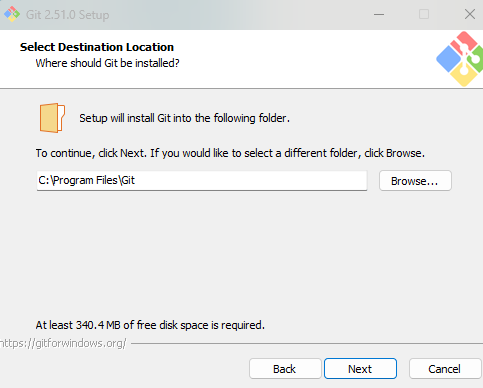 Git 2.51.0 Setup
Select Destination Location
Where should Git be installed?
Setup will install Git into the following folder.
To continue, click Next. If you would like to select a different folder, click Browse.
C:\Program Files\Git
Browse...
At least 340.4 MB of free disk space is required.
https://gitforwindows.org/
Back
Next
Cancel